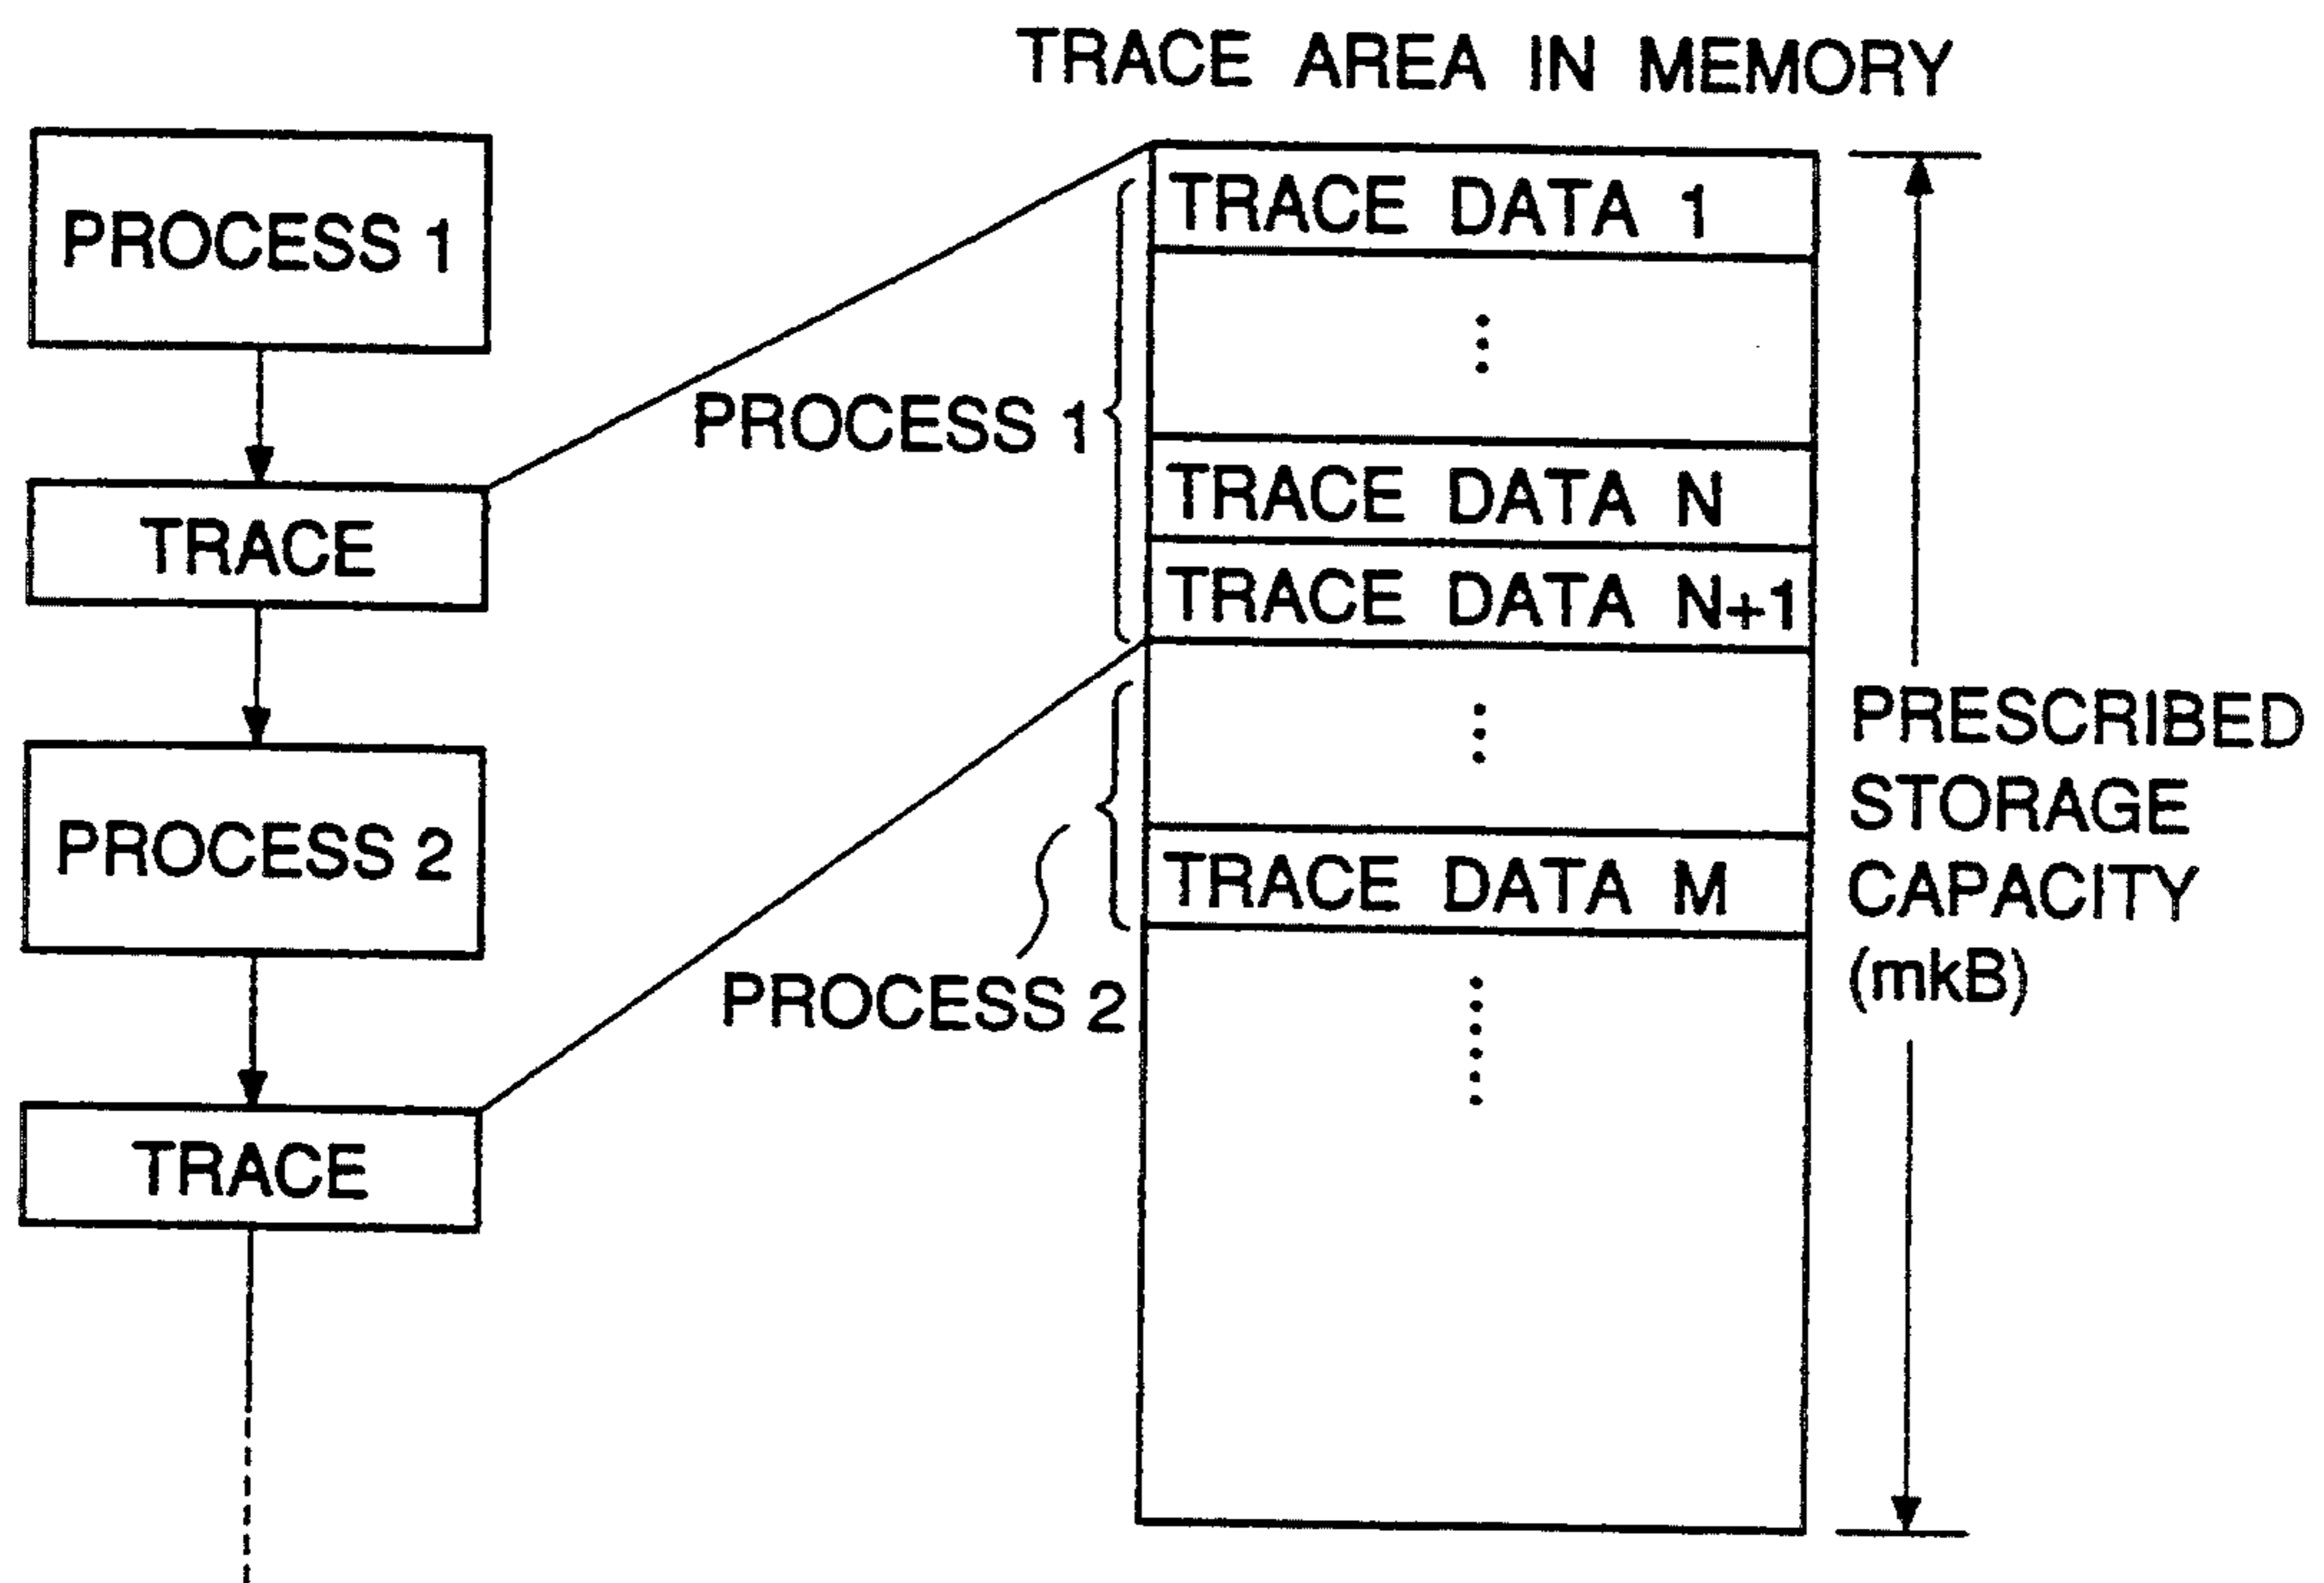 TRACE AREA IN MEMORY
PROCESS 1
TRACE
PROCESS 2
TRACE
PROCESS 1
PROCESS 2
TRACE DATA 1
TRACE DATA N
TRACE DATA N+1
TRACE DATA M
PRESCRIBED
STORAGE
CAPACITY
(mkB)